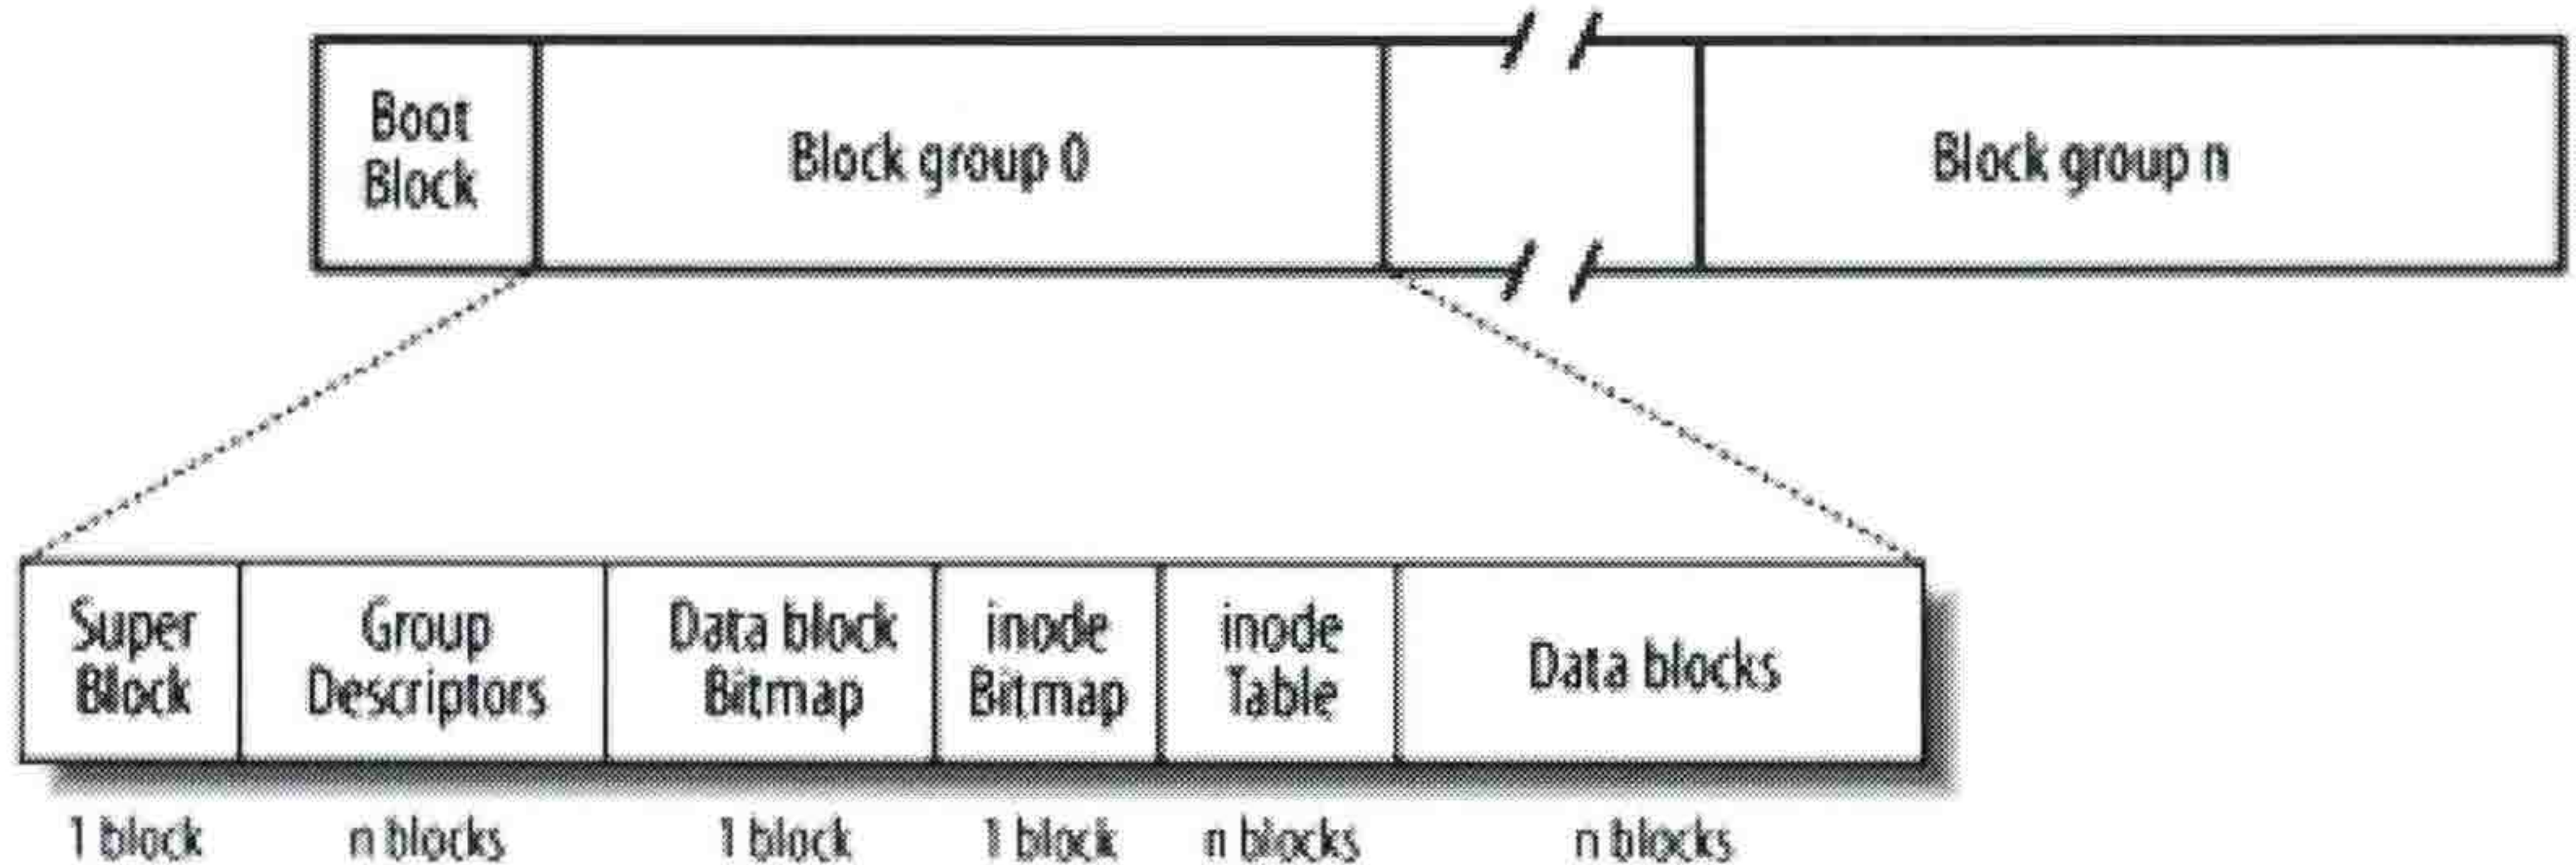 Boot
Block
Block group 0
Block group n
Super
Block
Group
Descriptors
Data block
Bitmap
inode
Bitmap
inode
Table
Data blocks
1 block
n blocks
1 block
1 block
n blocks
n blocks